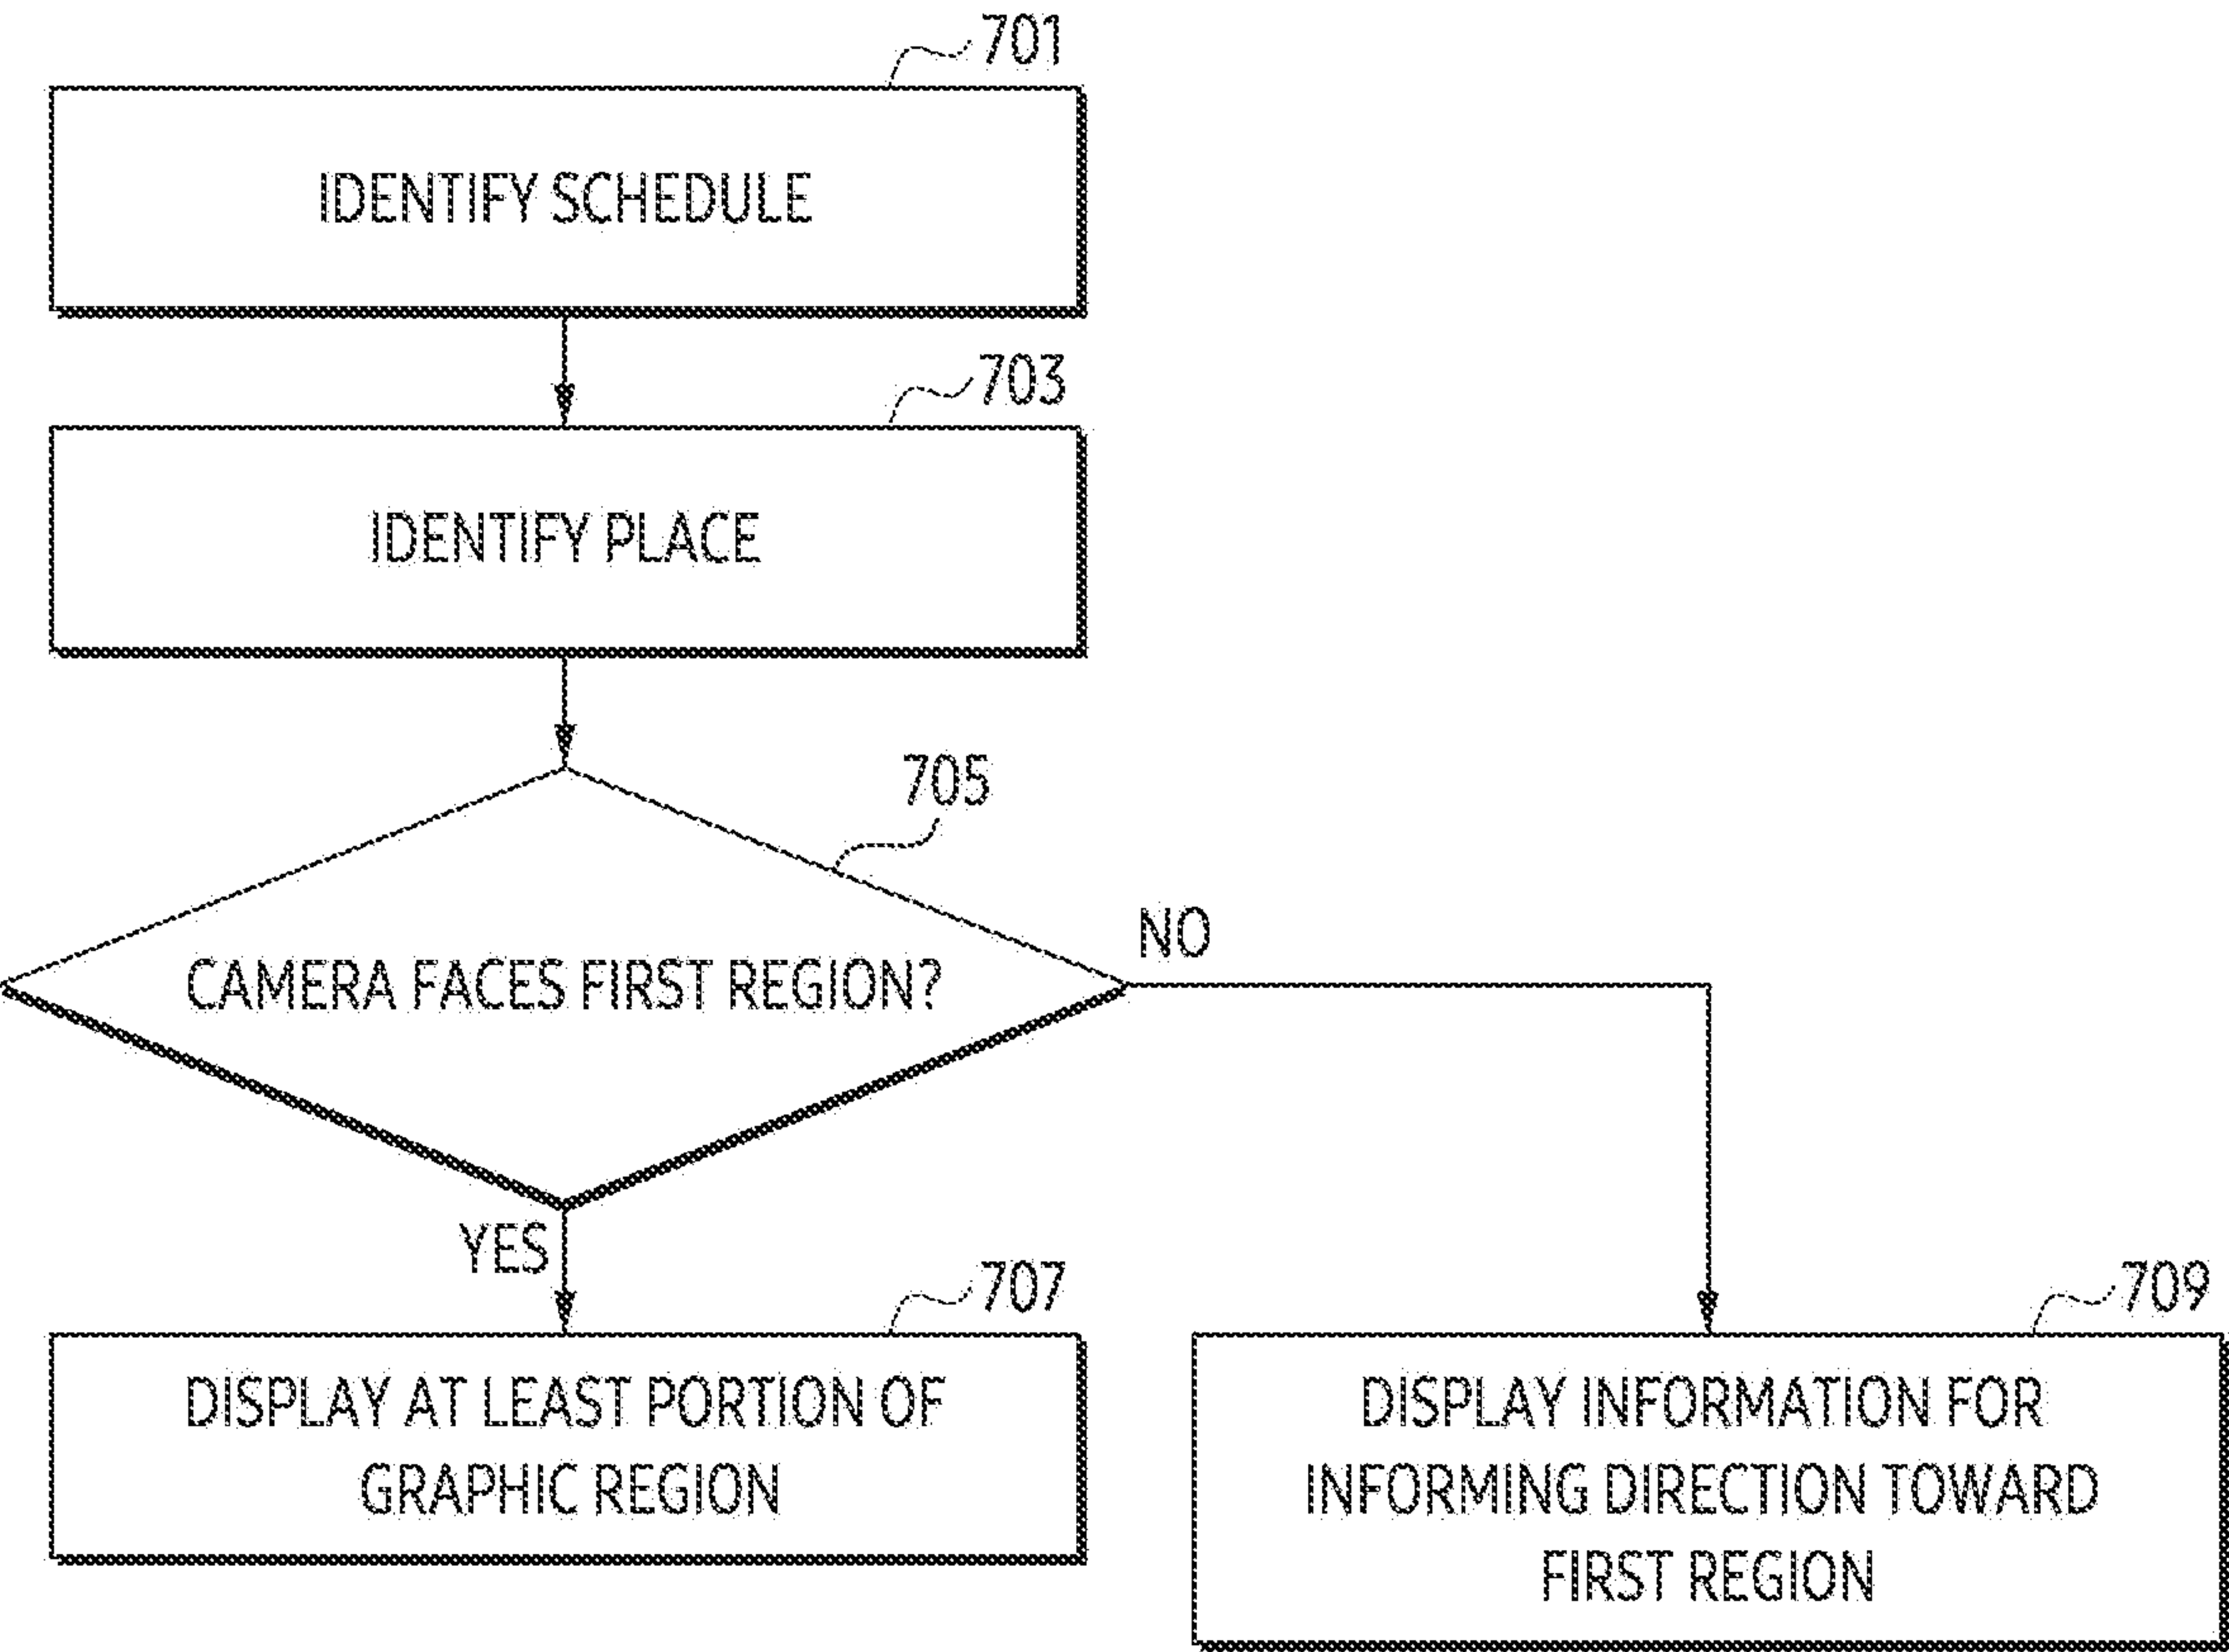 701
IDENTIFY SCHEDULE
703
IDENTIFY PLACE
705
CAMERA FACES FIRST REGION?
NO
YES
707
DISPLAY AT LEAST PORTION OF
GRAPHIC REGION
709
DISPLAY INFORMATION FOR
INFORMING DIRECTION TOWARD
FIRST REGION